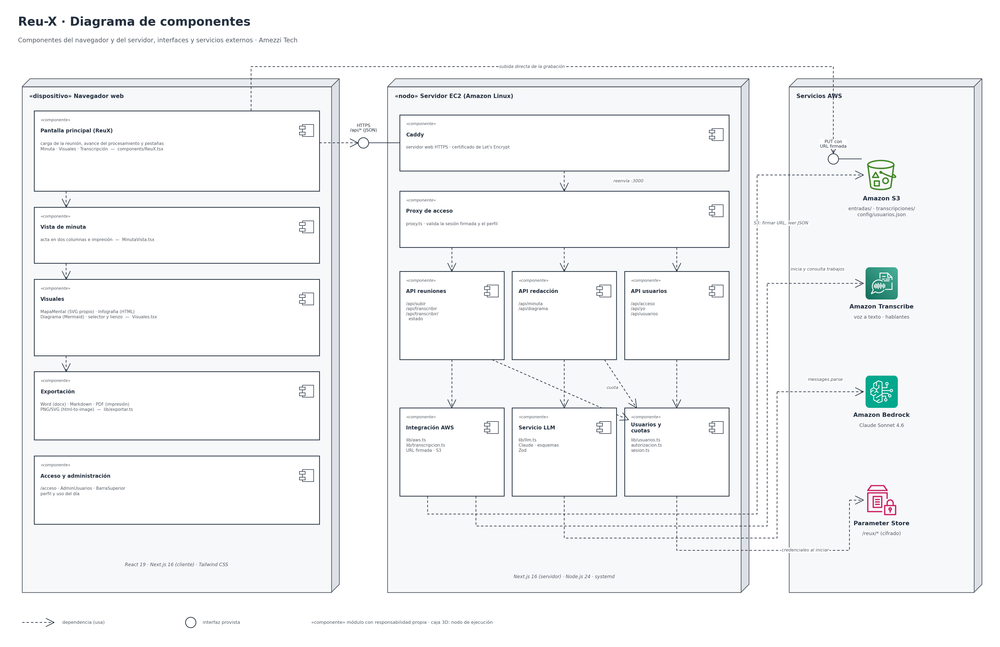 Reu-X · Diagrama de componentes
Componentes del navegador y del servidor, interfaces y servicios externos · Amezzi Tech
subida directa de la grabación
«dispositivo» Navegador web
«componente»
Pantalla principal (ReuX)
carga de la reunión, avance del procesamiento y pestañas
Minuta · Visuales · Transcripción — components/ReuX.tsx
«componente»
Vista de minuta
acta en dos columnas e impresión — MinutaVista.tsx
«componente»
Visuales
MapaMental (SVG propio) · Infografia (HTML)
Diagrama (Mermaid) · selector y lienzo — Visuales.tsx
«componente»
Exportación
Word (docx) · Markdown · PDF (impresión)
PNG/SVG (html-to-image) — lib/exportar.ts
«componente»
Acceso y administración
/acceso · AdminUsuarios · BarraSuperior
perfil y uso del día
React 19 · Next.js 16 (cliente) · Tailwind CSS
HTTPS
/api/* (JSON)
«nodo» Servidor EC2 (Amazon Linux)
«componente»
Caddy
servidor web HTTPS · certificado de Let's Encrypt
reenvía :3000
«componente»
Proxy de acceso
proxy.ts · valida la sesión firmada y el perfil
«componente»
API reuniones
/api/subir
/api/transcribir
/api/transcribir/
estado
«componente»
API redacción
/api/minuta
/api/diagrama
«componente»
API usuarios
/api/acceso
/api/yo
/api/usuarios
cuota
«componente»
Integración AWS
lib/aws.ts
lib/transcripcion.ts
URL firmada · S3
«componente»
Servicio LLM
lib/llm.ts
Claude · esquemas
Zod
«componente»
Usuarios y
cuotas
lib/usuarios.ts
autorizacion.ts
sesion.ts
Next.js 16 (servidor) · Node.js 24 · systemd
Servicios AWS
PUT con
URL firmada
Amazon S3
entradas/ · transcripciones/
config/usuarios.json
S3: firmar URL, leer JSON
inicia y consulta trabajos
Amazon Transcribe
voz a texto · hablantes
messages.parse
Amazon Bedrock
Claude Sonnet 4.6
Parameter Store
/reux/* (cifrado)
credenciales al iniciar
dependencia (usa)
interfaz provista
«componente» módulo con responsabilidad propia · caja 3D: nodo de ejecución